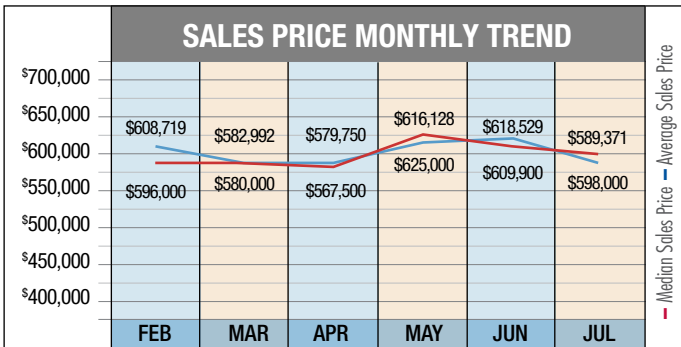 SALES PRICE MONTHLY TREND
$700,000
$650,000
$600,000
$550,000
$500,000
$450,000
$400,000
$608,719
$582,992
$579,750
$616,128
$618,529
$589,371
$596,000
$580,000
$567,500
$625,000
$609,900
$598,000
FEB
MAR
APR
MAY
JUN
JUL
Median Sales Price
Average Sales Price